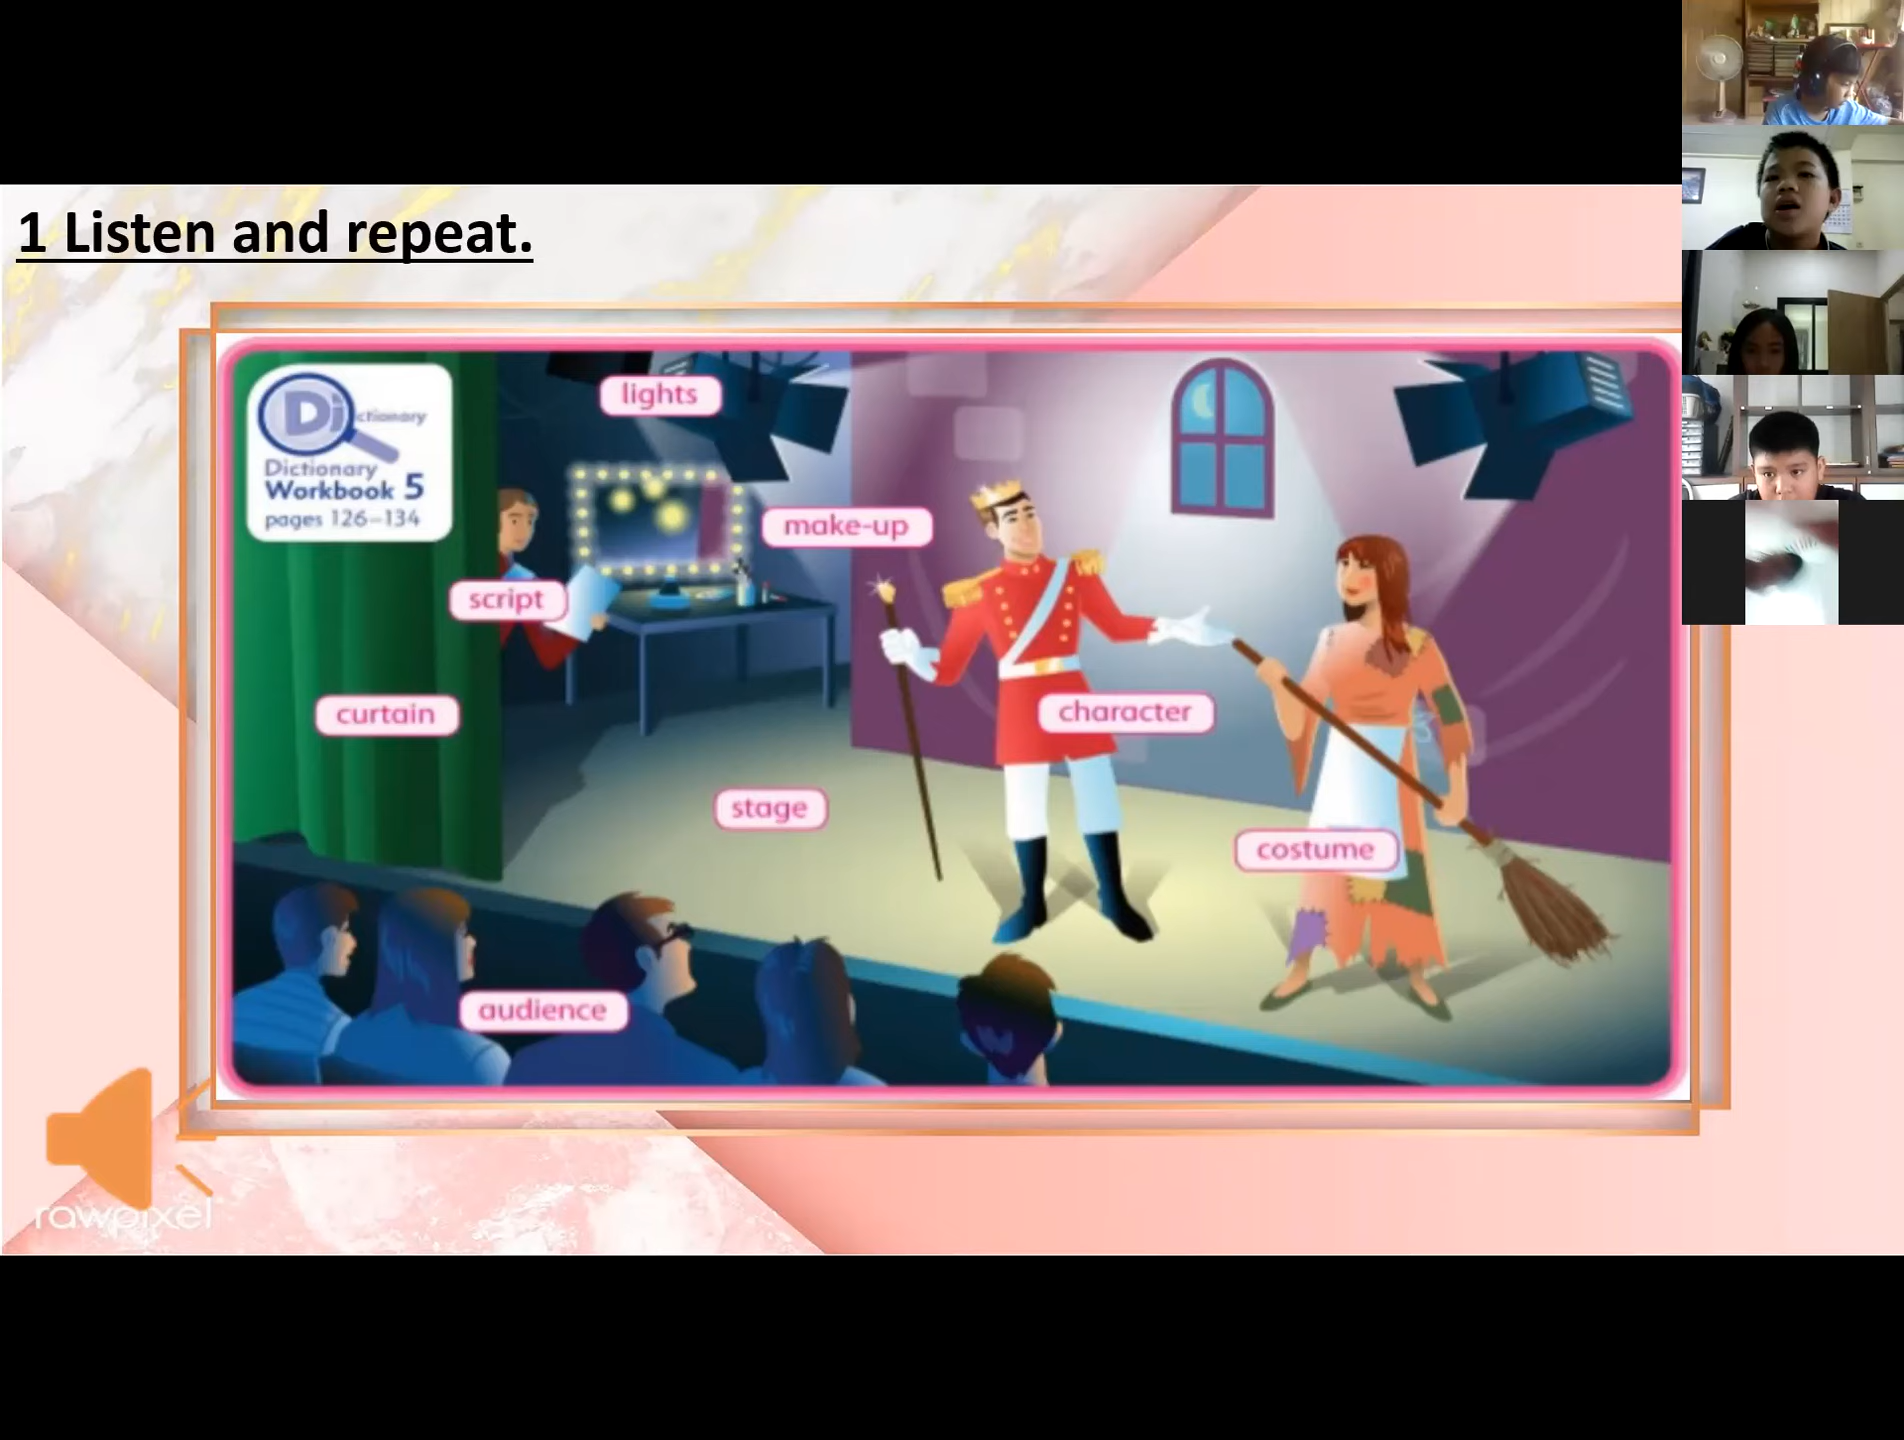 1 Listen and repeat.
Dictionary
Dictionary
Workbook 5
pages 126–134
lights
make-up
script
curtain
character
stage
costume
audience
rawpixel